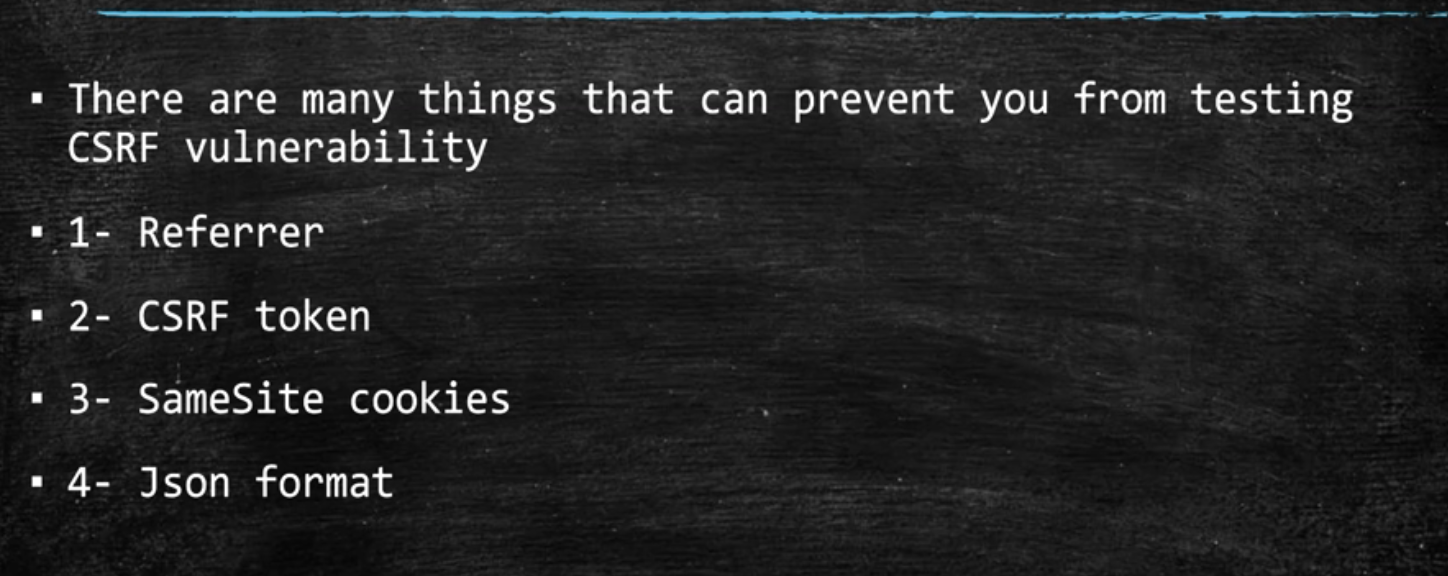 ▪ There are many things that can prevent you from testing
CSRF vulnerability
▪ 1- Referrer
▪ 2- CSRF token
▪ 3- SameSite cookies
▪ 4- Json format